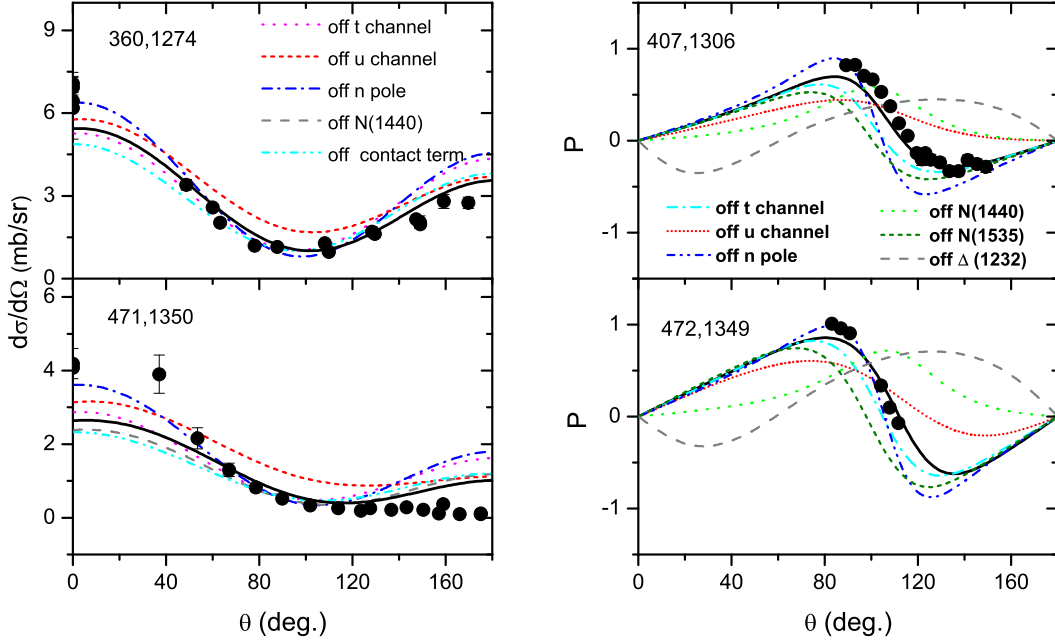 9
6
3
0
dσ/dΩ (mb/sr)
360,1274
off t channel
off u channel
off n pole
off N(1440)
off contact term
6
4
2
0
471,1350
0 40 80 120 160
θ (deg.)
1
0
-1
P
407,1306
off t channel
off u channel
off n pole
off N(1440)
off N(1535)
off Δ (1232)
1
0
-1
P
472,1349
0 40 80 120 160
θ (deg.)